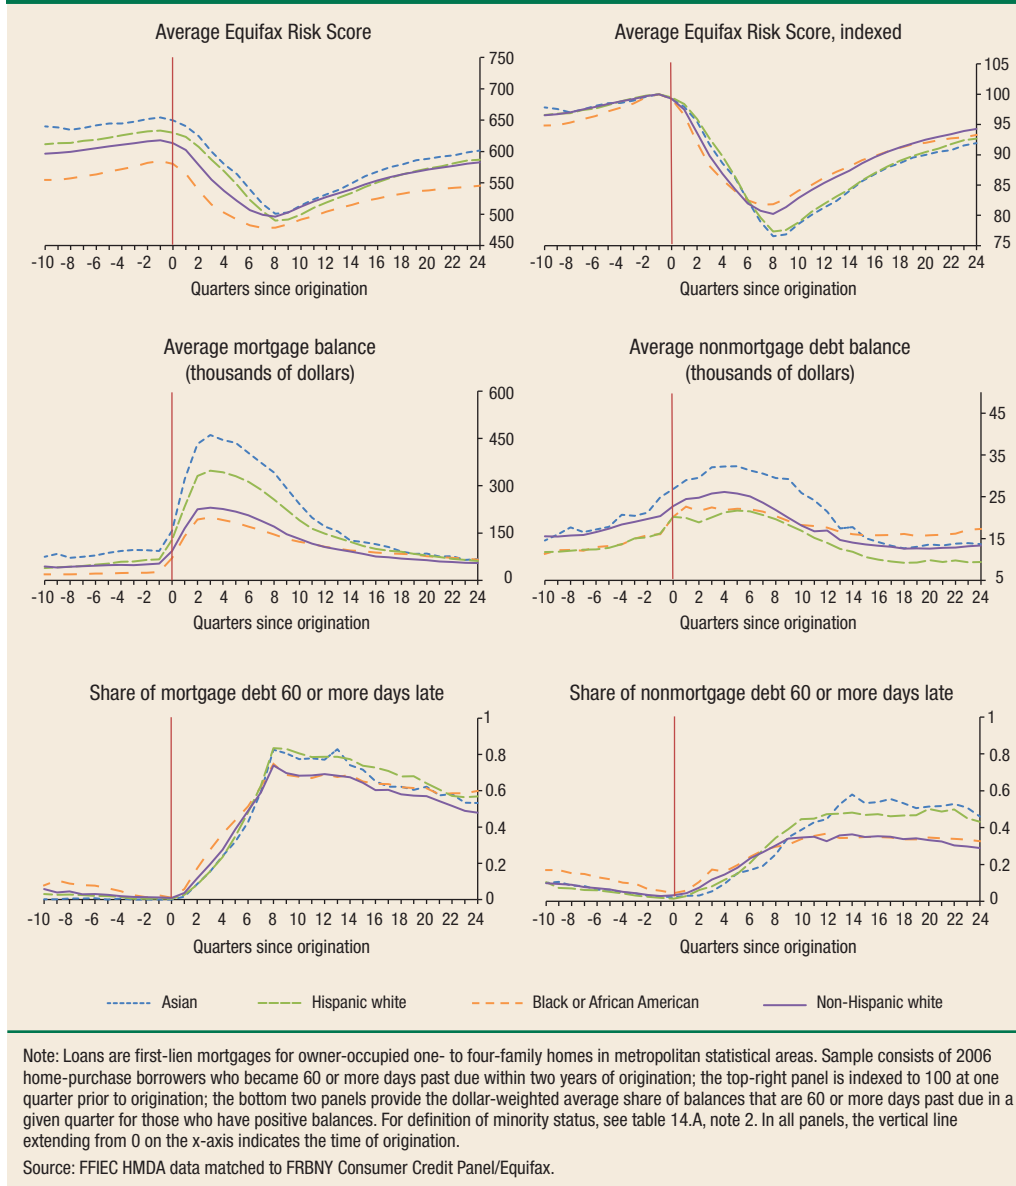 Average Equifax Risk Score
750
700
650
600
550
500
450
-10 -8 -6 -4 -2 0 2 4 6 8 10 12 14 16 18 20 22 24
Quarters since origination
Average Equifax Risk Score, indexed
105
100
95
90
85
80
75
-10 -8 -6 -4 -2 0 2 4 6 8 10 12 14 16 18 20 22 24
Quarters since origination
Average mortgage balance
(thousands of dollars)
600
450
300
150
0
-10 -8 -6 -4 -2 0 2 4 6 8 10 12 14 16 18 20 22 24
Quarters since origination
Average nonmortgage debt balance
(thousands of dollars)
45
35
25
15
5
-10 -8 -6 -4 -2 0 2 4 6 8 10 12 14 16 18 20 22 24
Quarters since origination
Share of mortgage debt 60 or more days late
1
0.8
0.6
0.4
0.2
0
-10 -8 -6 -4 -2 0 2 4 6 8 10 12 14 16 18 20 22 24
Quarters since origination
Share of nonmortgage debt 60 or more days late
1
0.8
0.6
0.4
0.2
0
-10 -8 -6 -4 -2 0 2 4 6 8 10 12 14 16 18 20 22 24
Quarters since origination
Asian Hispanic white Black or African American Non-Hispanic white
Note: Loans are first-lien mortgages for owner-occupied one- to four-family homes in metropolitan statistical areas. Sample consists of 2006
home-purchase borrowers who became 60 or more days past due within two years of origination; the top-right panel is indexed to 100 at one
quarter prior to origination; the bottom two panels provide the dollar-weighted average share of balances that are 60 or more days past due in a
given quarter for those who have positive balances. For definition of minority status, see table 14.A, note 2. In all panels, the vertical line
extending from 0 on the x-axis indicates the time of origination.
Source: FFIEC HMDA data matched to FRBNY Consumer Credit Panel/Equifax.